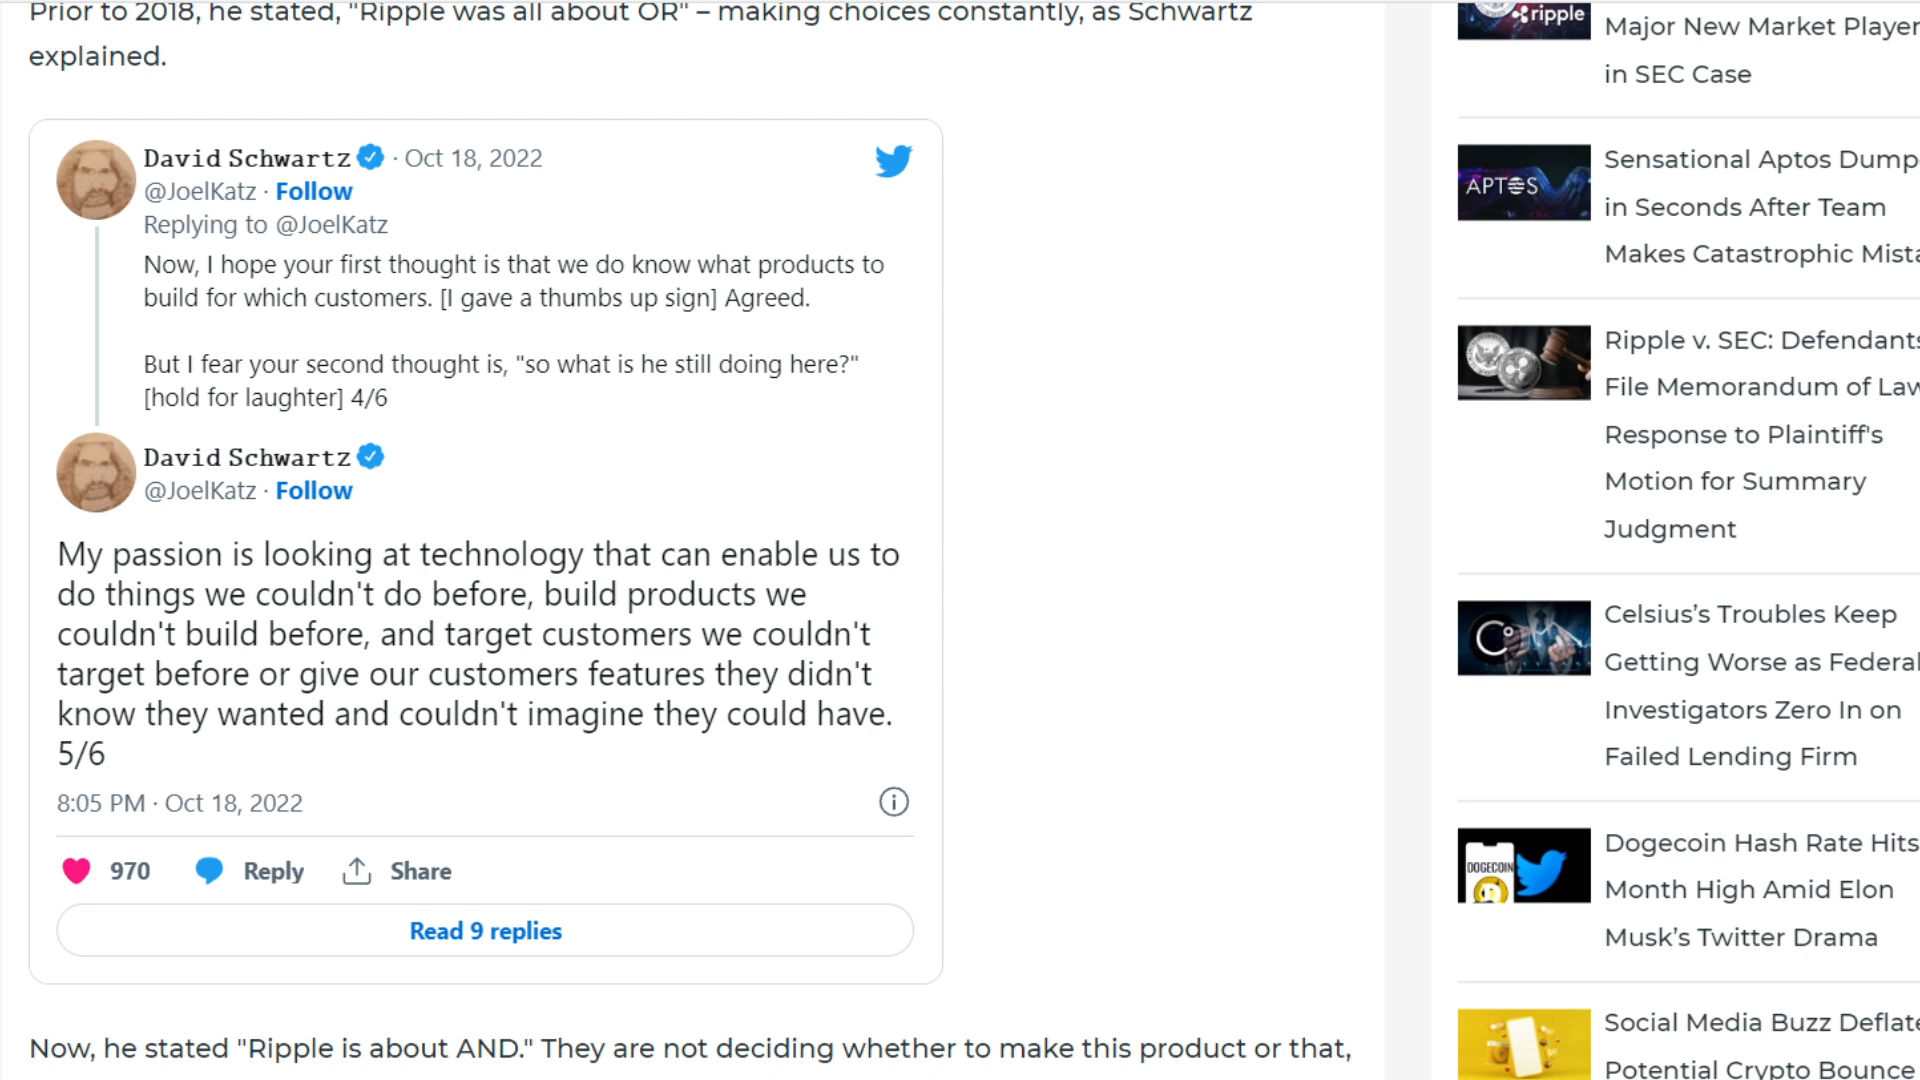 Prior to 2018, he stated, "Ripple was all about OR" – making choices constantly, as Schwartz
explained.
David Schwartz · Oct 18, 2022
@JoelKatz · Follow
Replying to @JoelKatz
Now, I hope your first thought is that we do know what products to
build for which customers. [I gave a thumbs up sign] Agreed.
But I fear your second thought is, "so what is he still doing here?"
[hold for laughter] 4/6
David Schwartz
@JoelKatz · Follow
My passion is looking at technology that can enable us to
do things we couldn't do before, build products we
couldn't build before, and target customers we couldn't
target before or give our customers features they didn't
know they wanted and couldn't imagine they could have.
5/6
8:05 PM · Oct 18, 2022
970 Reply Share
Read 9 replies
Now, he stated "Ripple is about AND." They are not deciding whether to make this product or that,
ripple
Major New Market Player
in SEC Case
APTOS
Sensational Aptos Dump
in Seconds After Team
Makes Catastrophic Mista
Ripple v. SEC: Defendants
File Memorandum of Law
Response to Plaintiff's
Motion for Summary
Judgment
Celsius’s Troubles Keep
Getting Worse as Federal
Investigators Zero In on
Failed Lending Firm
DOGECOIN
Dogecoin Hash Rate Hits
Month High Amid Elon
Musk’s Twitter Drama
Social Media Buzz Deflate
Potential Crypto Bounce